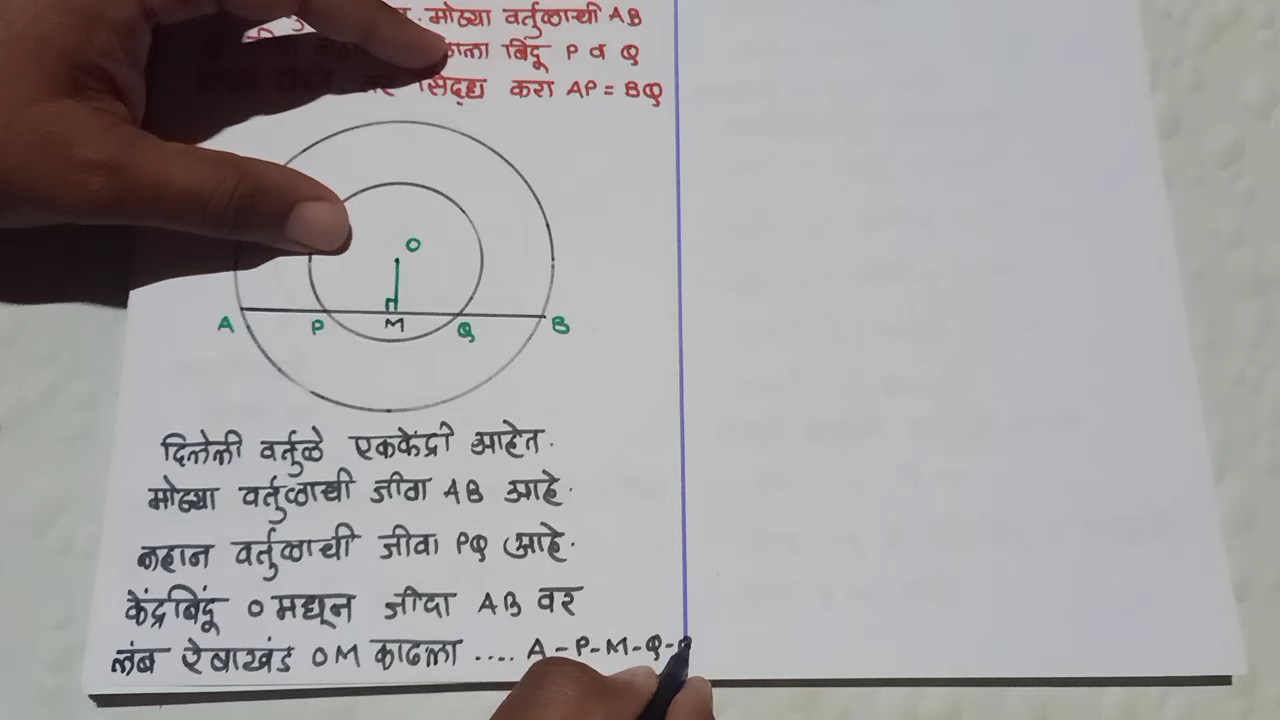 मोठ्या वर्तुळाची AB
बिंदू P व Q
सिद्ध करा AP = BQ
O
A P M Q B
दिलेली वर्तुळे एककेंद्री आहेत.
मोठ्या वर्तुळाची जीवा AB आहे.
लहान वर्तुळाची जीवा PQ आहे.
केंद्रबिंदू O मधून जीवा AB वर
लंब रेषाखंड OM काढला .... A-P-M-Q-